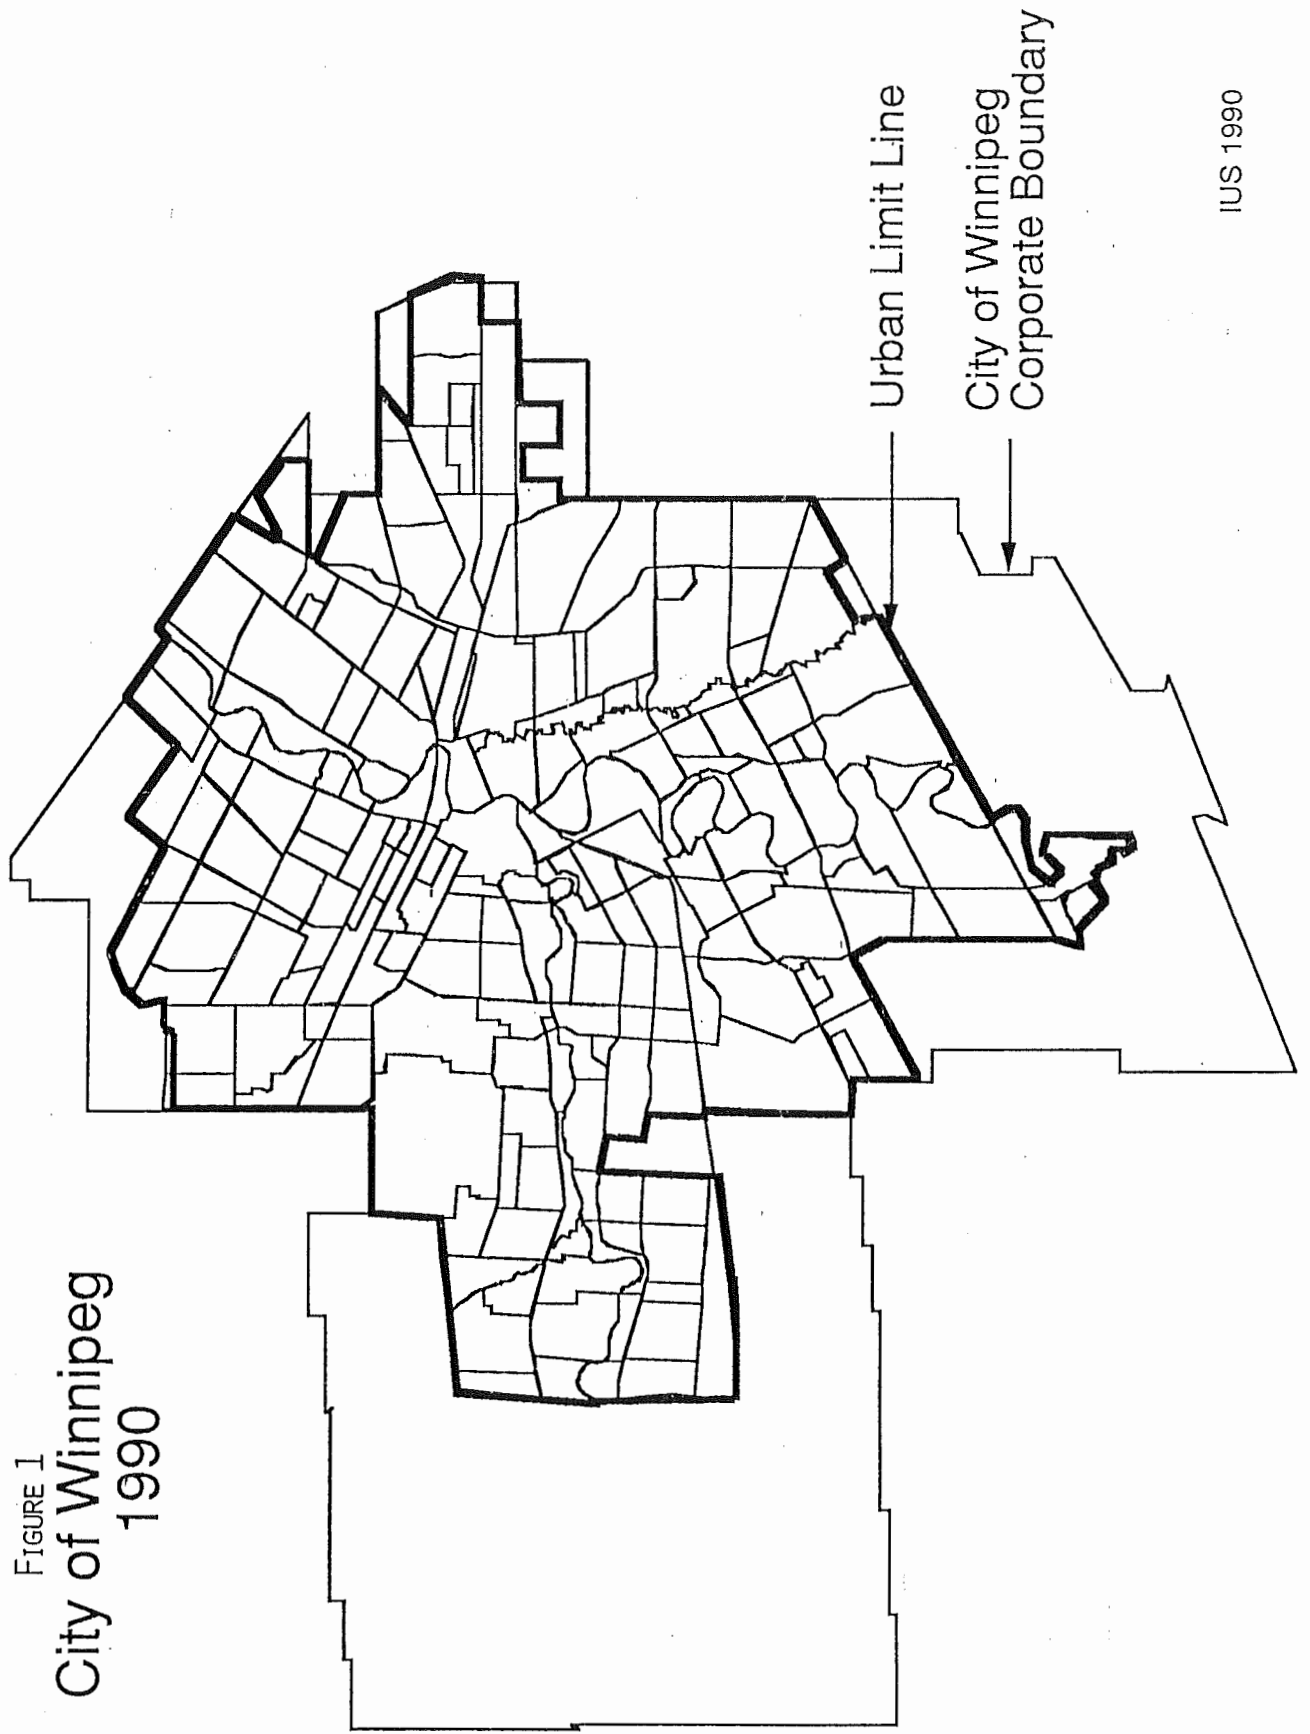 FIGURE 1
City of Winnipeg
1990
Urban Limit Line
City of Winnipeg
Corporate Boundary
IUS 1990